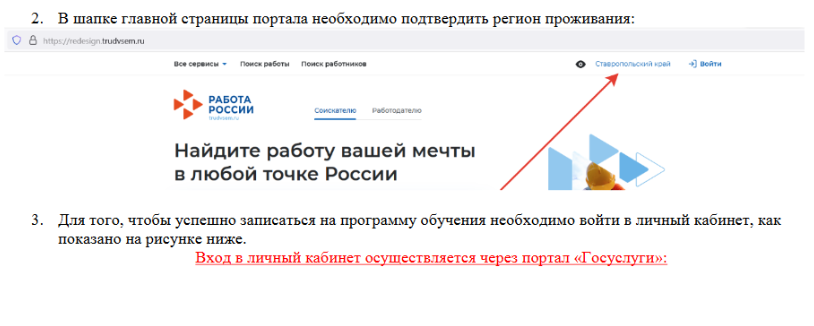 2. В шапке главной страницы портала необходимо подтвердить регион проживания:
https://redesign.trudvsem.ru
Все сервисы Поиск работы Поиск работников Ставропольский край Войти
РАБОТА
РОССИИ
trudvsem.ru
Соискателю Работодателю
Найдите работу вашей мечты
в любой точке России
3. Для того, чтобы успешно записаться на программу обучения необходимо войти в личный кабинет, как
показано на рисунке ниже.
Вход в личный кабинет осуществляется через портал «Госуслуги»: